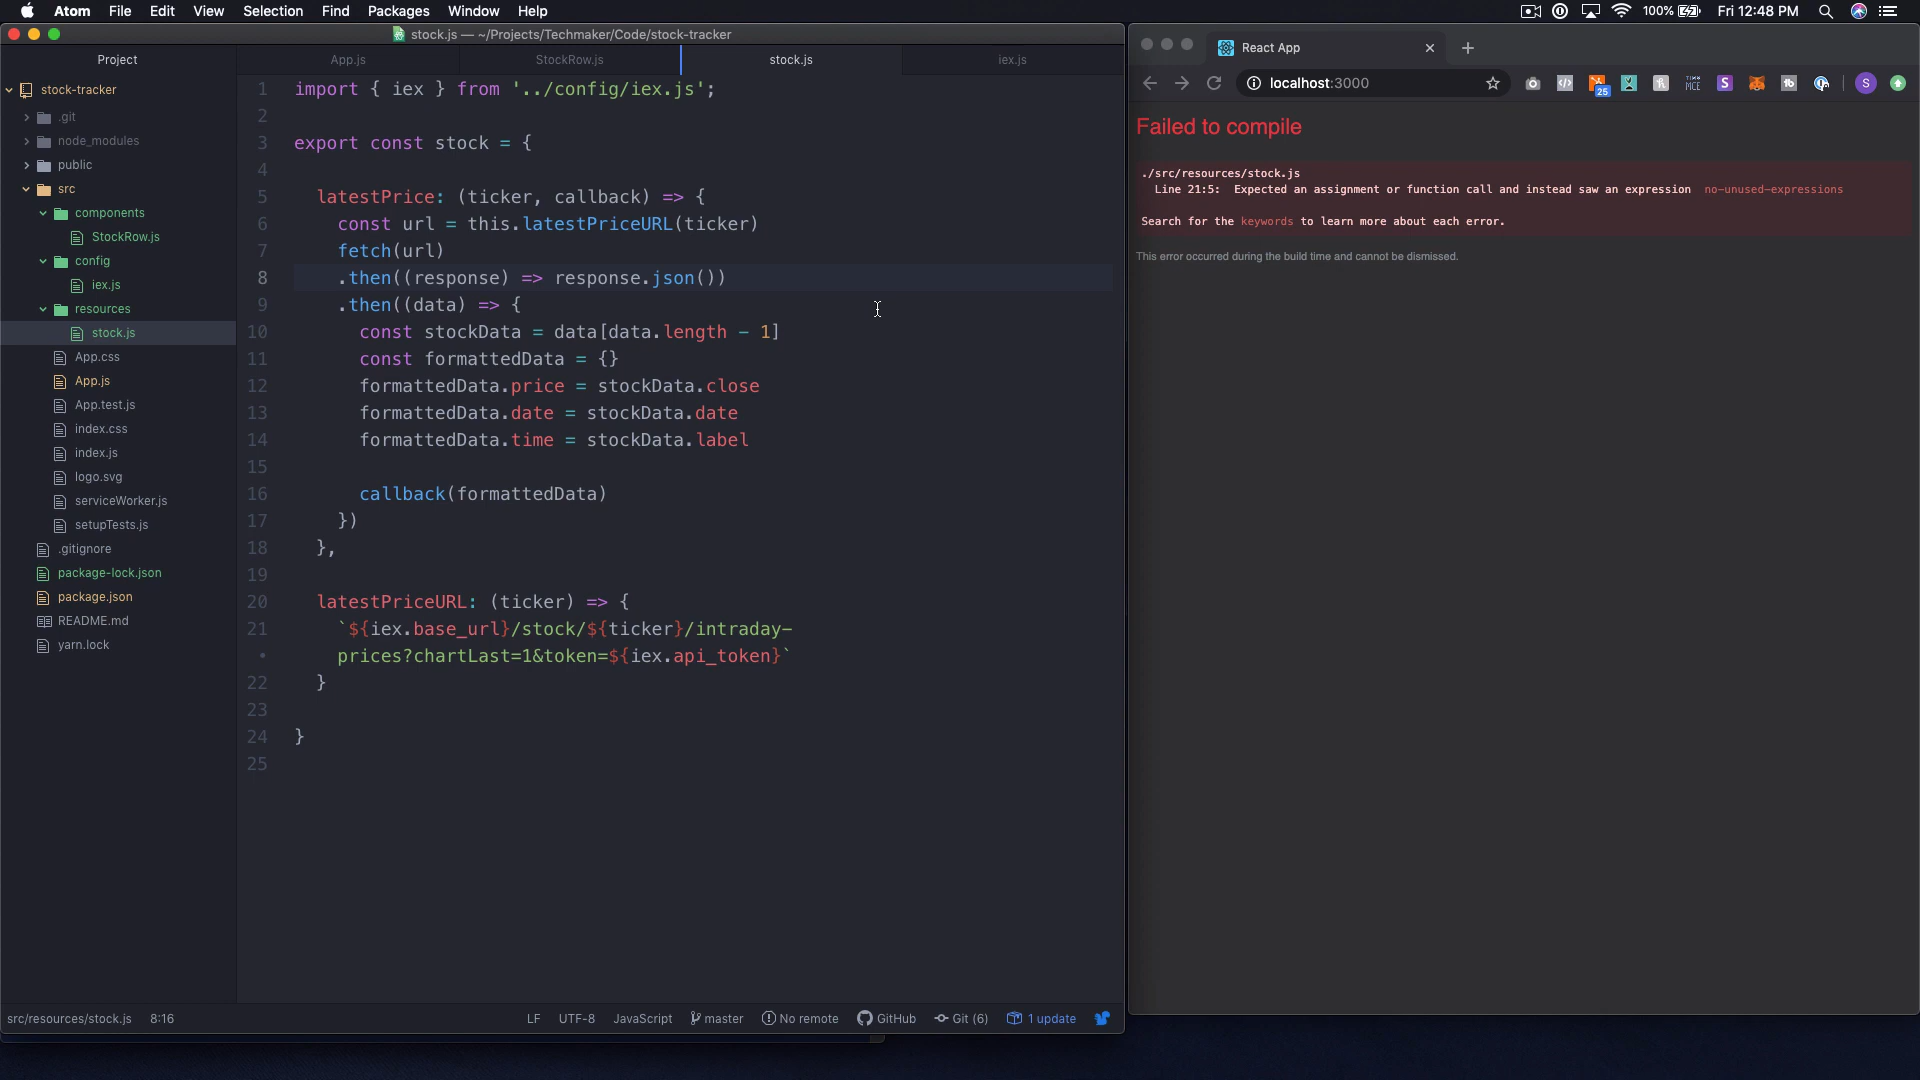 Atom File Edit View Selection Find Packages Window Help
100% Fri 12:48 PM
stock.js — ~/Projects/Techmaker/Code/stock-tracker
Project
stock-tracker
.git
node_modules
public
src
components
StockRow.js
config
iex.js
resources
stock.js
App.css
App.js
App.test.js
index.css
index.js
logo.svg
serviceWorker.js
setupTests.js
.gitignore
package-lock.json
package.json
README.md
yarn.lock
App.js StockRow.js stock.js iex.js
1 import { iex } from '../config/iex.js';
2
3 export const stock = {
4
5 latestPrice: (ticker, callback) => {
6 const url = this.latestPriceURL(ticker)
7 fetch(url)
8 .then((response) => response.json())
9 .then((data) => {
10 const stockData = data[data.length - 1]
11 const formattedData = {}
12 formattedData.price = stockData.close
13 formattedData.date = stockData.date
14 formattedData.time = stockData.label
15
16 callback(formattedData)
17 })
18 },
19
20 latestPriceURL: (ticker) => {
21 `${iex.base_url}/stock/${ticker}/intraday-
• prices?chartLast=1&token=${iex.api_token}`
22 }
23
24 }
25
src/resources/stock.js 8:16 LF UTF-8 JavaScript master No remote GitHub Git (6) 1 update
React App
localhost:3000
25
S
S
Failed to compile
./src/resources/stock.js
Line 21:5: Expected an assignment or function call and instead saw an expression no-unused-expressions
Search for the keywords to learn more about each error.
This error occurred during the build time and cannot be dismissed.